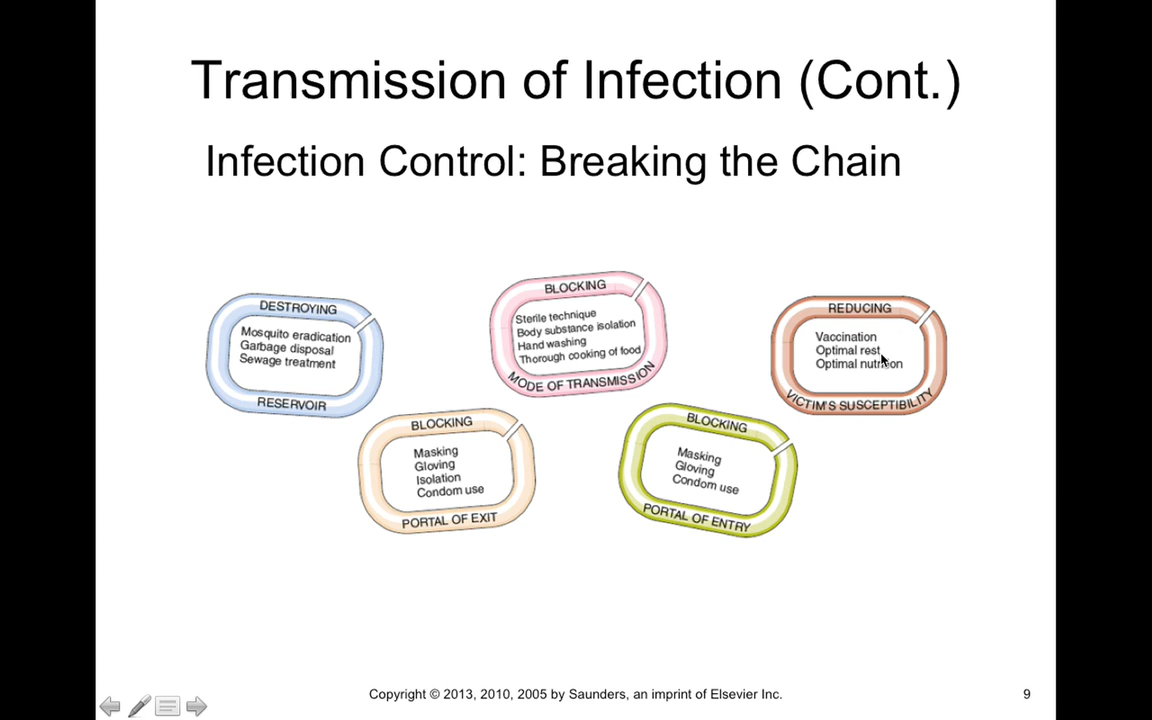 Transmission of Infection (Cont.)
Infection Control: Breaking the Chain
DESTROYING
Mosquito eradication
Garbage disposal
Sewage treatment
RESERVOIR
BLOCKING
Masking
Gloving
Isolation
Condom use
PORTAL OF EXIT
BLOCKING
Sterile technique
Body substance isolation
Hand washing
Thorough cooking of food
MODE OF TRANSMISSION
BLOCKING
Masking
Gloving
Condom use
PORTAL OF ENTRY
REDUCING
Vaccination
Optimal rest
Optimal nutrition
VICTIM'S SUSCEPTIBILITY
Copyright © 2013, 2010, 2005 by Saunders, an imprint of Elsevier Inc.
9